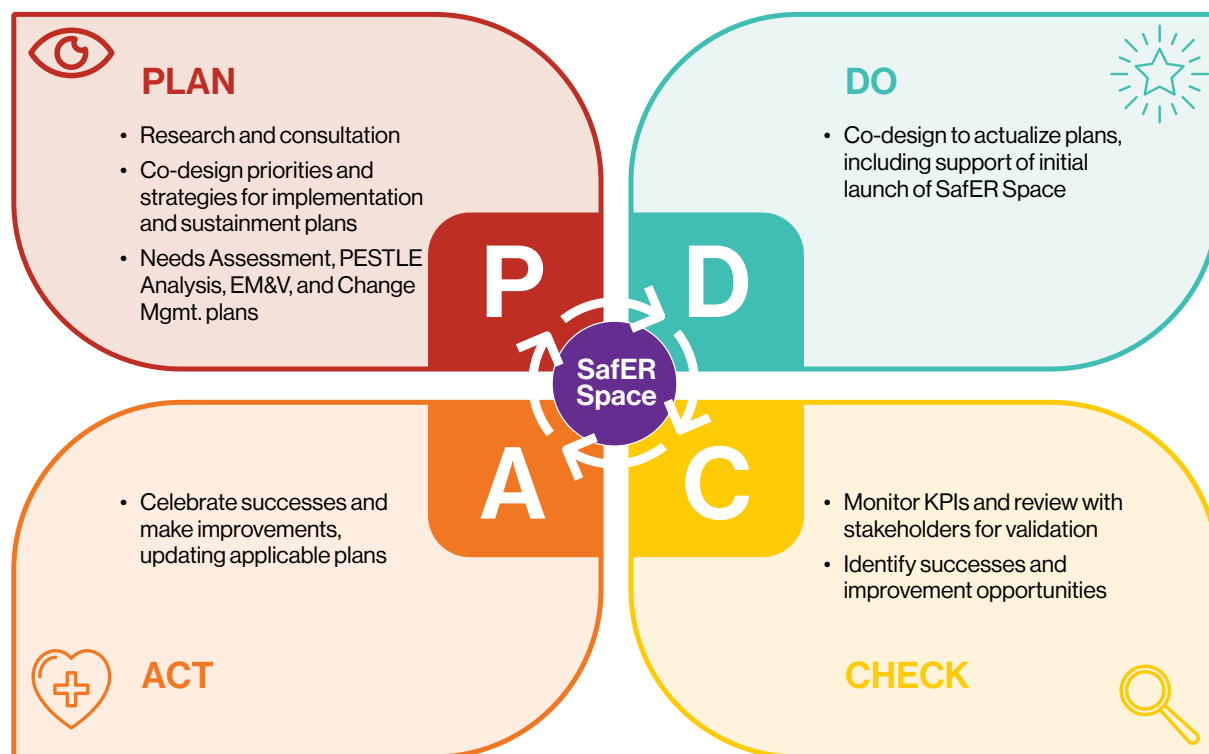 PLAN
• Research and consultation
• Co-design priorities and
strategies for implementation
and sustainment plans
• Needs Assessment, PESTLE
Analysis, EM&V, and Change
Mgmt. plans
DO
• Co-design to actualize plans,
including support of initial
launch of SafER Space
P
D
SafER
Space
A
C
• Celebrate successes and
make improvements,
updating applicable plans
ACT
• Monitor KPIs and review with
stakeholders for validation
• Identify successes and
improvement opportunities
CHECK